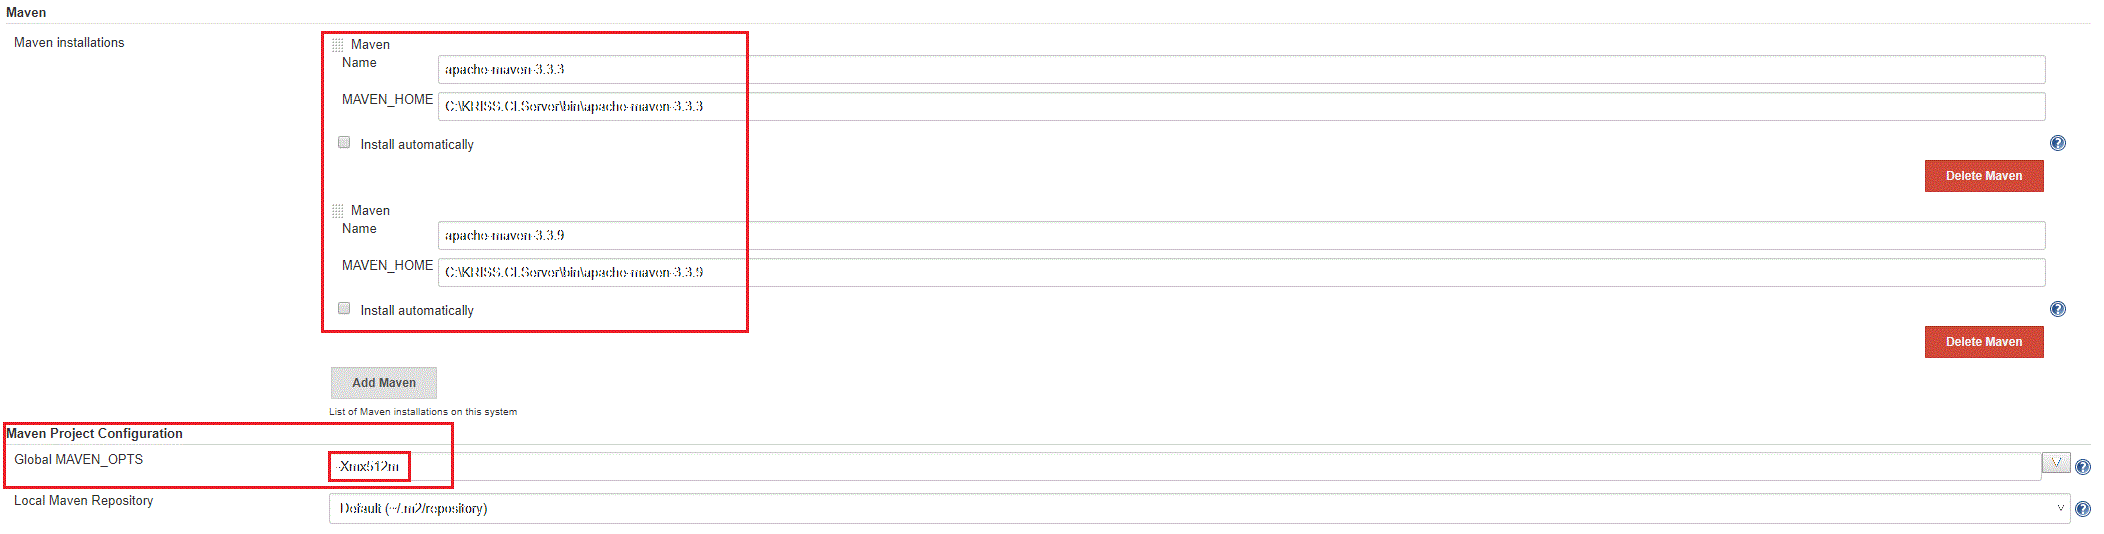 Maven
Maven installations
Maven
Name
apache-maven-3.3.3
MAVEN_HOME
C:\KRISS.CI.Server\bin\apache-maven-3.3.3
Install automatically
Delete Maven
Maven
Name
apache-maven-3.3.9
MAVEN_HOME
C:\KRISS.CI.Server\bin\apache-maven-3.3.9
Install automatically
Delete Maven
Add Maven
List of Maven installations on this system
Maven Project Configuration
Global MAVEN_OPTS
-Xmx512m
Local Maven Repository
Default (~/.m2/repository)